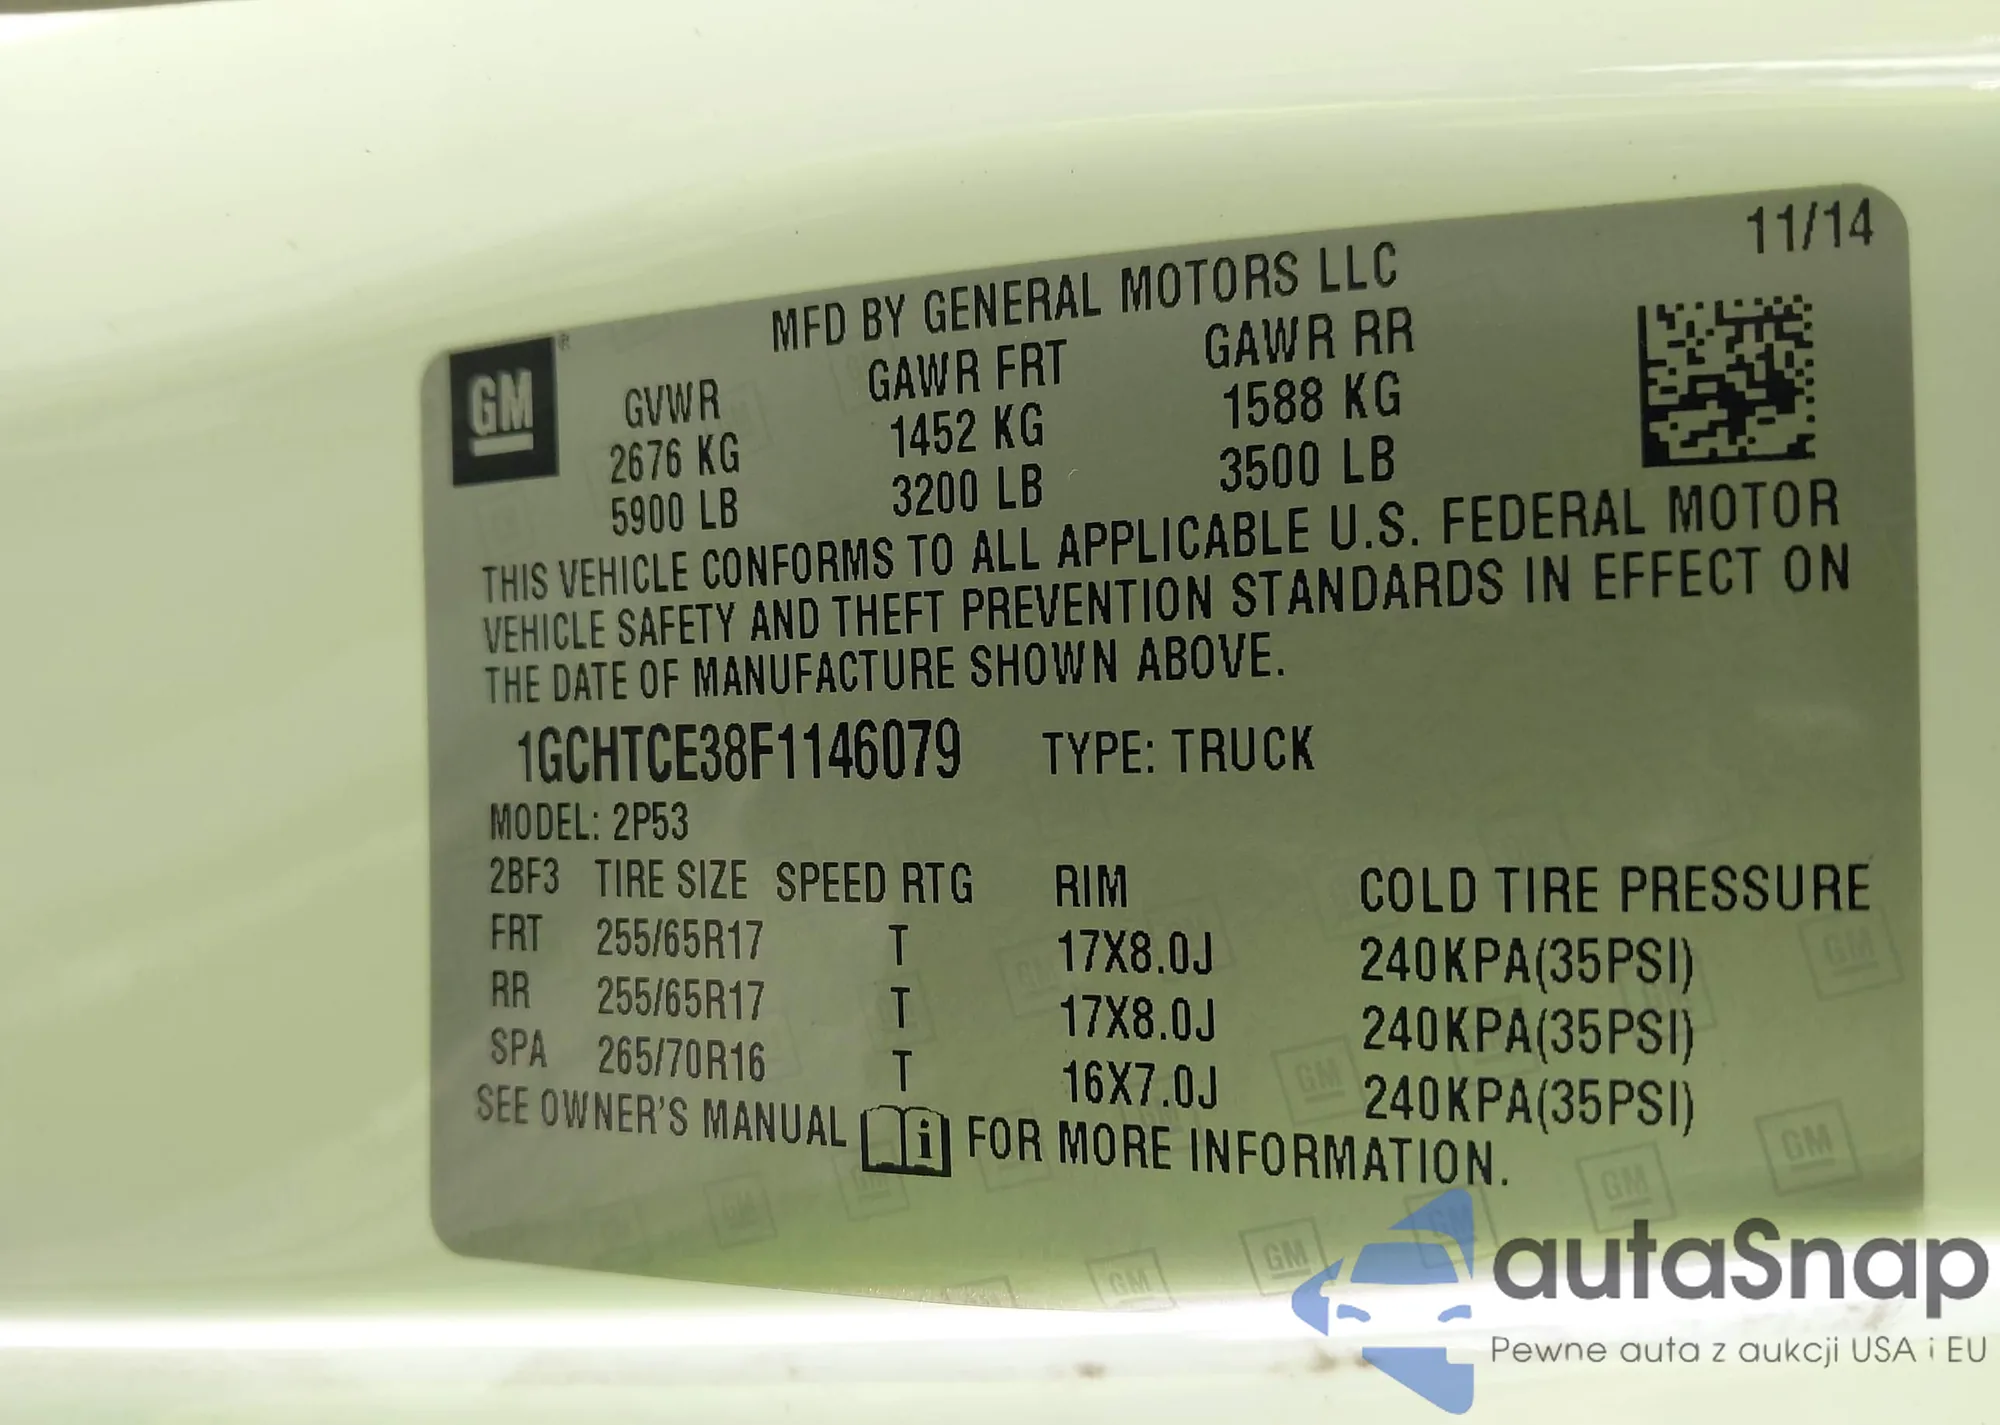 11/14
MFD BY GENERAL MOTORS LLC
GM
GVWR GAWR FRT GAWR RR
2676 KG 1452 KG 1588 KG
5900 LB 3200 LB 3500 LB
THIS VEHICLE CONFORMS TO ALL APPLICABLE U.S. FEDERAL MOTOR
VEHICLE SAFETY AND THEFT PREVENTION STANDARDS IN EFFECT ON
THE DATE OF MANUFACTURE SHOWN ABOVE.
1GCHTCE38F1146079 TYPE: TRUCK
MODEL: 2P53
2BF3 TIRE SIZE SPEED RTG RIM COLD TIRE PRESSURE
FRT 255/65R17 T 17X8.0J 240KPA(35PSI)
RR 255/65R17 T 17X8.0J 240KPA(35PSI)
SPA 265/70R16 T 16X7.0J 240KPA(35PSI)
SEE OWNER'S MANUAL i FOR MORE INFORMATION.
autaSnap
Pewne auta z aukcji USA i EU